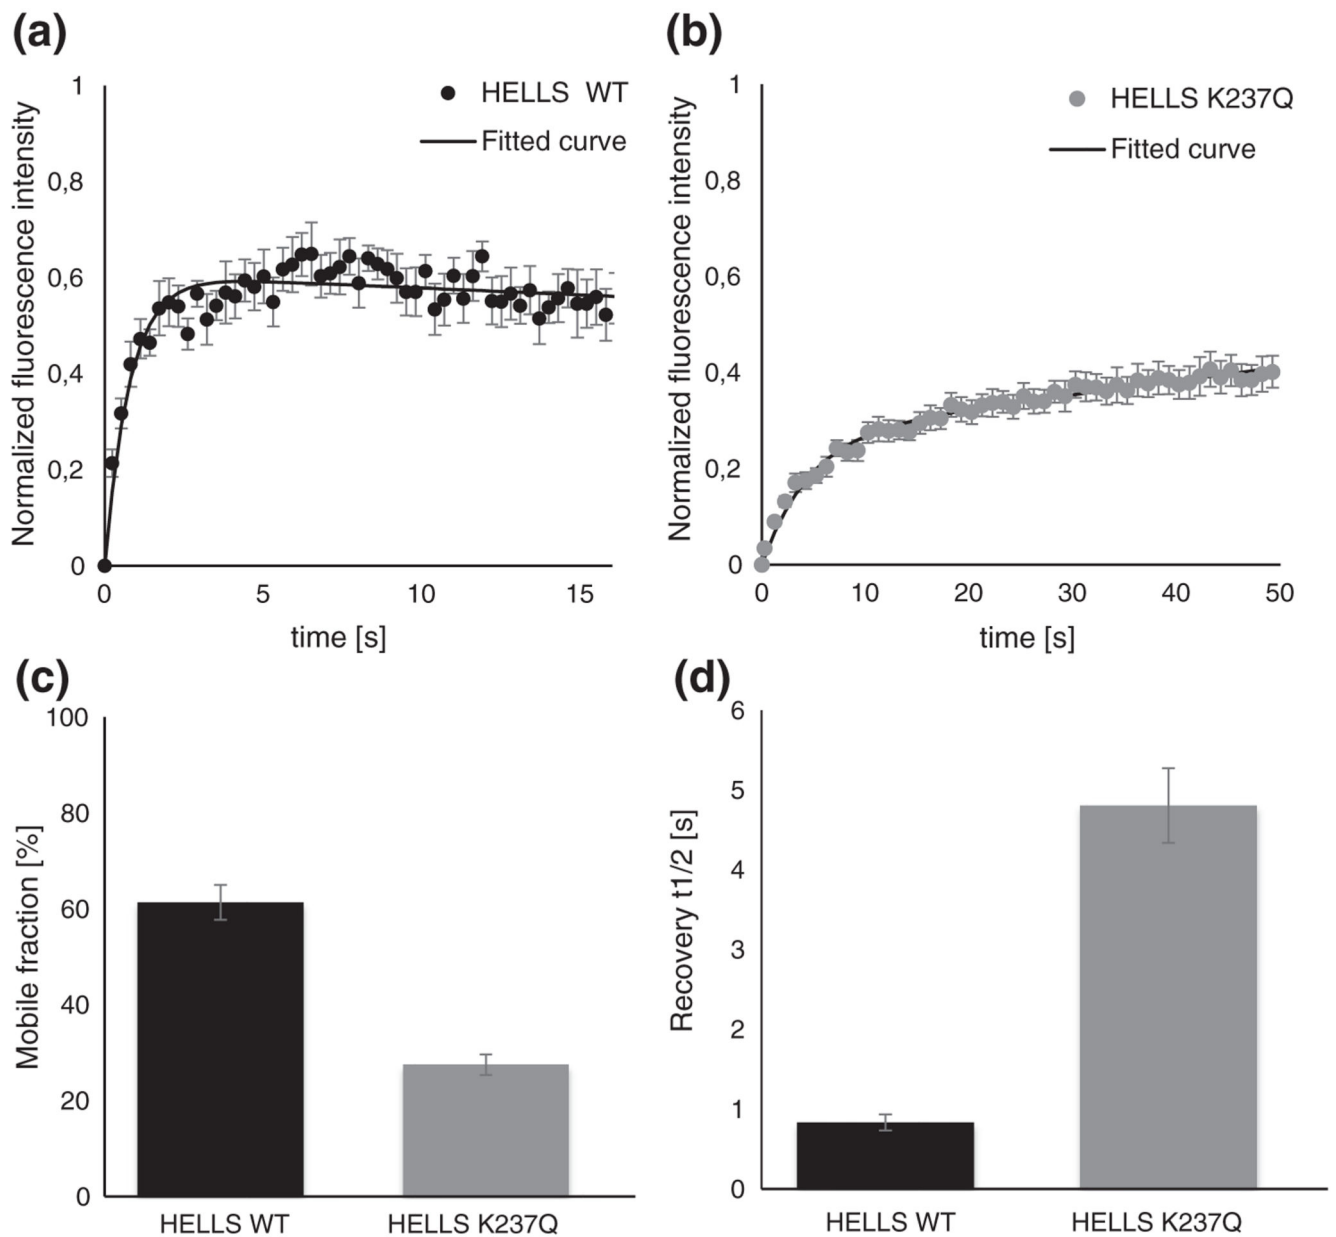 (a)
Normalized fluorescence intensity
1
0,8
0,6
0,4
0,2
0
HELLS WT
Fitted curve
0 5 10 15
time [s]
(b)
Normalized fluorescence intensity
1
0,8
0,6
0,4
0,2
0
HELLS K237Q
Fitted curve
0 10 20 30 40 50
time [s]
(c)
Mobile fraction [%]
100
80
60
40
20
0
HELLS WT HELLS K237Q
(d)
Recovery t1/2 [s]
6
5
4
3
2
1
0
HELLS WT HELLS K237Q